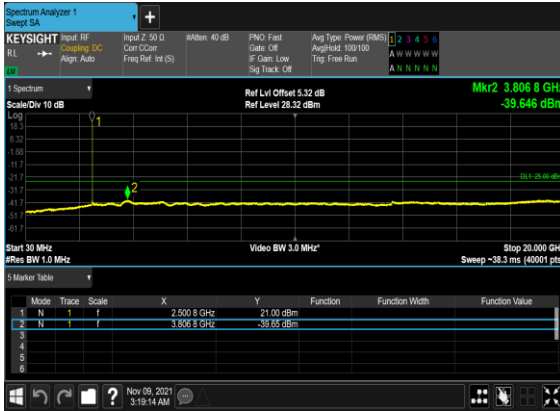 Spectrum Analyzer 1
Swept SA
+
KEYSIGHT
RL
Input: RF
Coupling: DC
Align: Auto
Input Z: 50 Ω
Corr CCorr
Freq Ref: Int (S)
#Atten: 40 dB
PNO: Fast
Gate: Off
IF Gain: Low
Sig Track: Off
Avg Type: Power (RMS)
Avg|Hold: 100/100
Trig: Free Run
1 2 3 4 5 6
A W W W W W
A N N N N N
1 Spectrum
Scale/Div 10 dB
Ref Lvl Offset 5.32 dB
Ref Level 28.32 dBm
Mkr2 3.806 8 GHz
-39.646 dBm
Log
18.3
8.32
-1.68
-11.7
-21.7
-31.7
-41.7
-51.7
-61.7
1
2
DL1 -25.00 dBm
Start 30 MHz
#Res BW 1.0 MHz
Video BW 3.0 MHz*
Stop 20.000 GH
Sweep ~38.3 ms (40001 pts
5 Marker Table
Mode Trace Scale X Y Function Function Width Function Value
1 N 1 f 2.500 8 GHz 21.00 dBm
2 N 1 f 3.806 8 GHz -39.65 dBm
3
4
5
6
?
Nov 09, 2021
3:19:14 AM